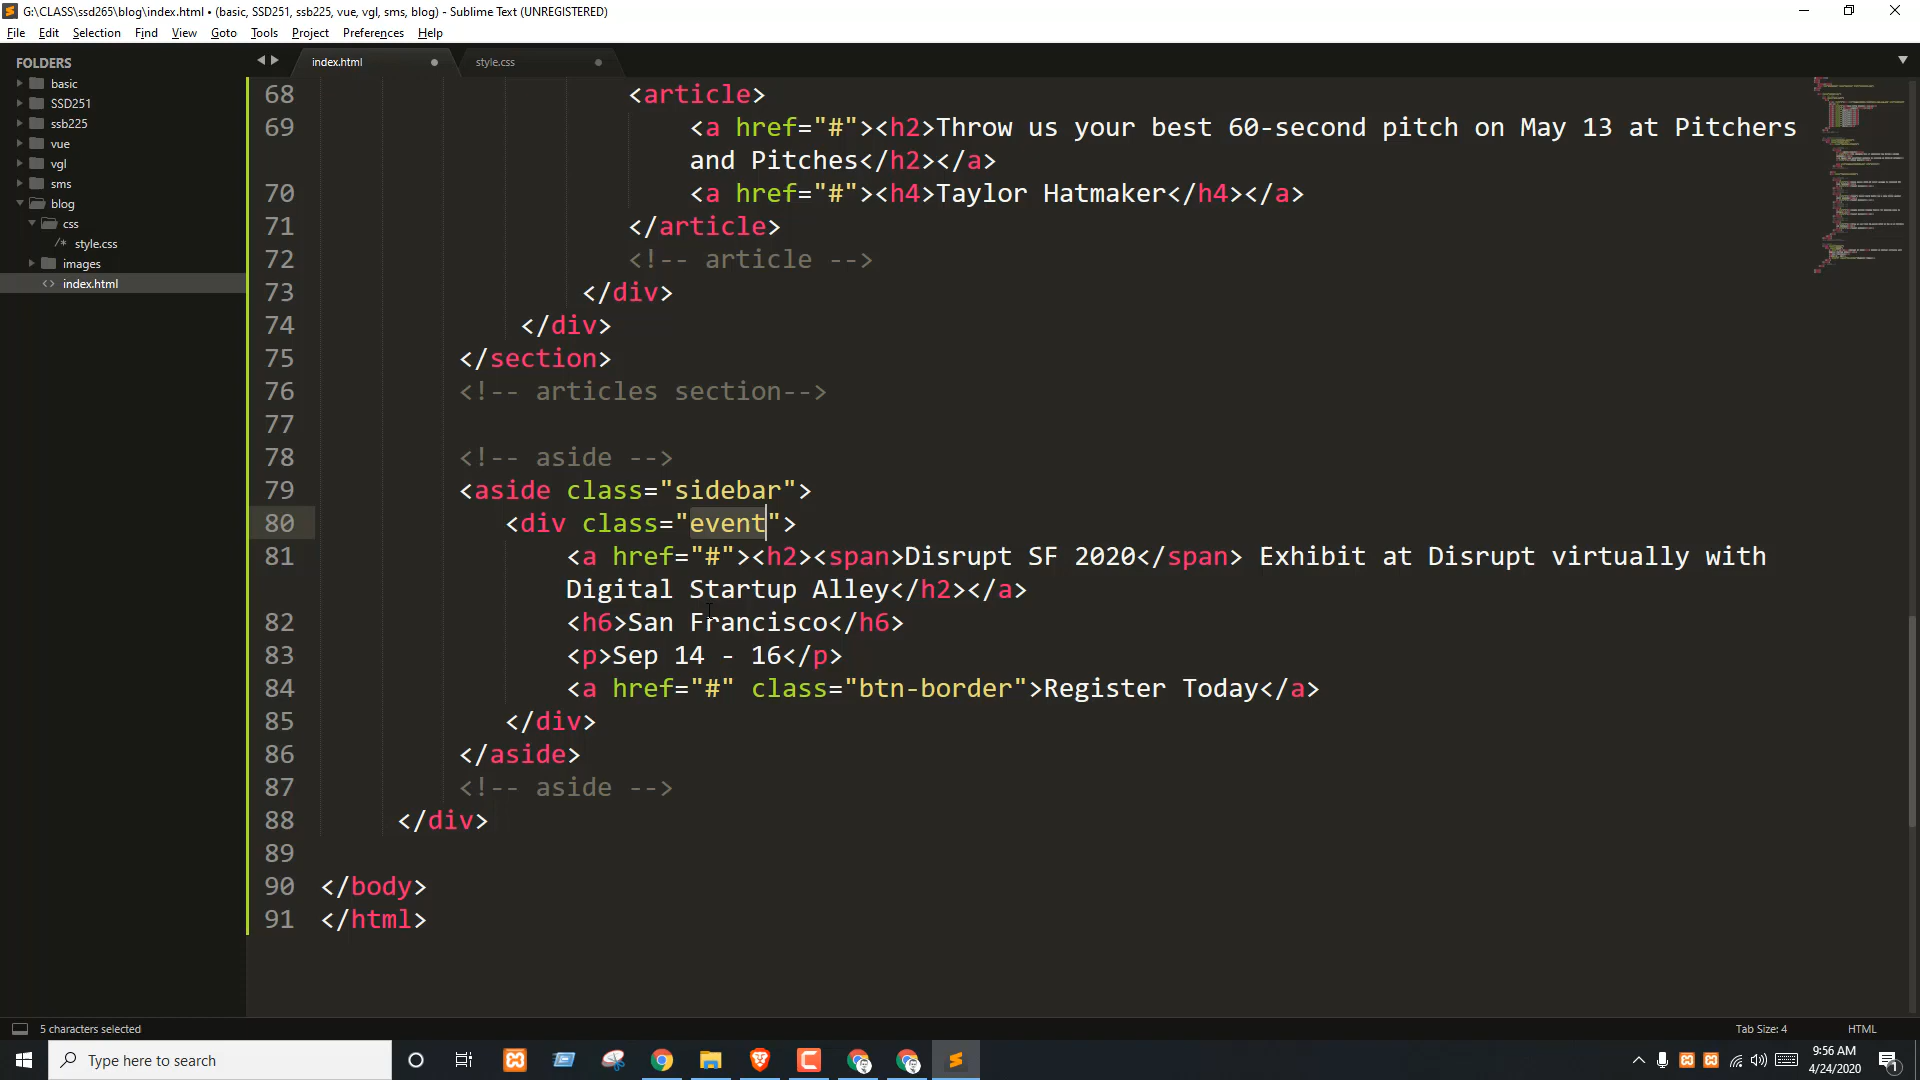 G:\CLASS\ssd265\blog\index.html • (basic, SSD251, ssb225, vue, vgl, sms, blog) - Sublime Text (UNREGISTERED)
File Edit Selection Find View Goto Tools Project Preferences Help
FOLDERS
basic
SSD251
ssb225
vue
vgl
sms
blog
css
/* style.css
images
<> index.html
index.html
style.css
68 <article>
69 <a href="#"><h2>Throw us your best 60-second pitch on May 13 at Pitchers
and Pitches</h2></a>
70 <a href="#"><h4>Taylor Hatmaker</h4></a>
71 </article>
72 <!-- article -->
73 </div>
74 </div>
75 </section>
76 <!-- articles section-->
77
78 <!-- aside -->
79 <aside class="sidebar">
80 <div class="event">
81 <a href="#"><h2><span>Disrupt SF 2020</span> Exhibit at Disrupt virtually with
Digital Startup Alley</h2></a>
82 <h6>San Francisco</h6>
83 <p>Sep 14 - 16</p>
84 <a href="#" class="btn-border">Register Today</a>
85 </div>
86 </aside>
87 <!-- aside -->
88 </div>
89
90 </body>
91 </html>
5 characters selected
Tab Size: 4
HTML
Type here to search
9:56 AM
4/24/2020
1